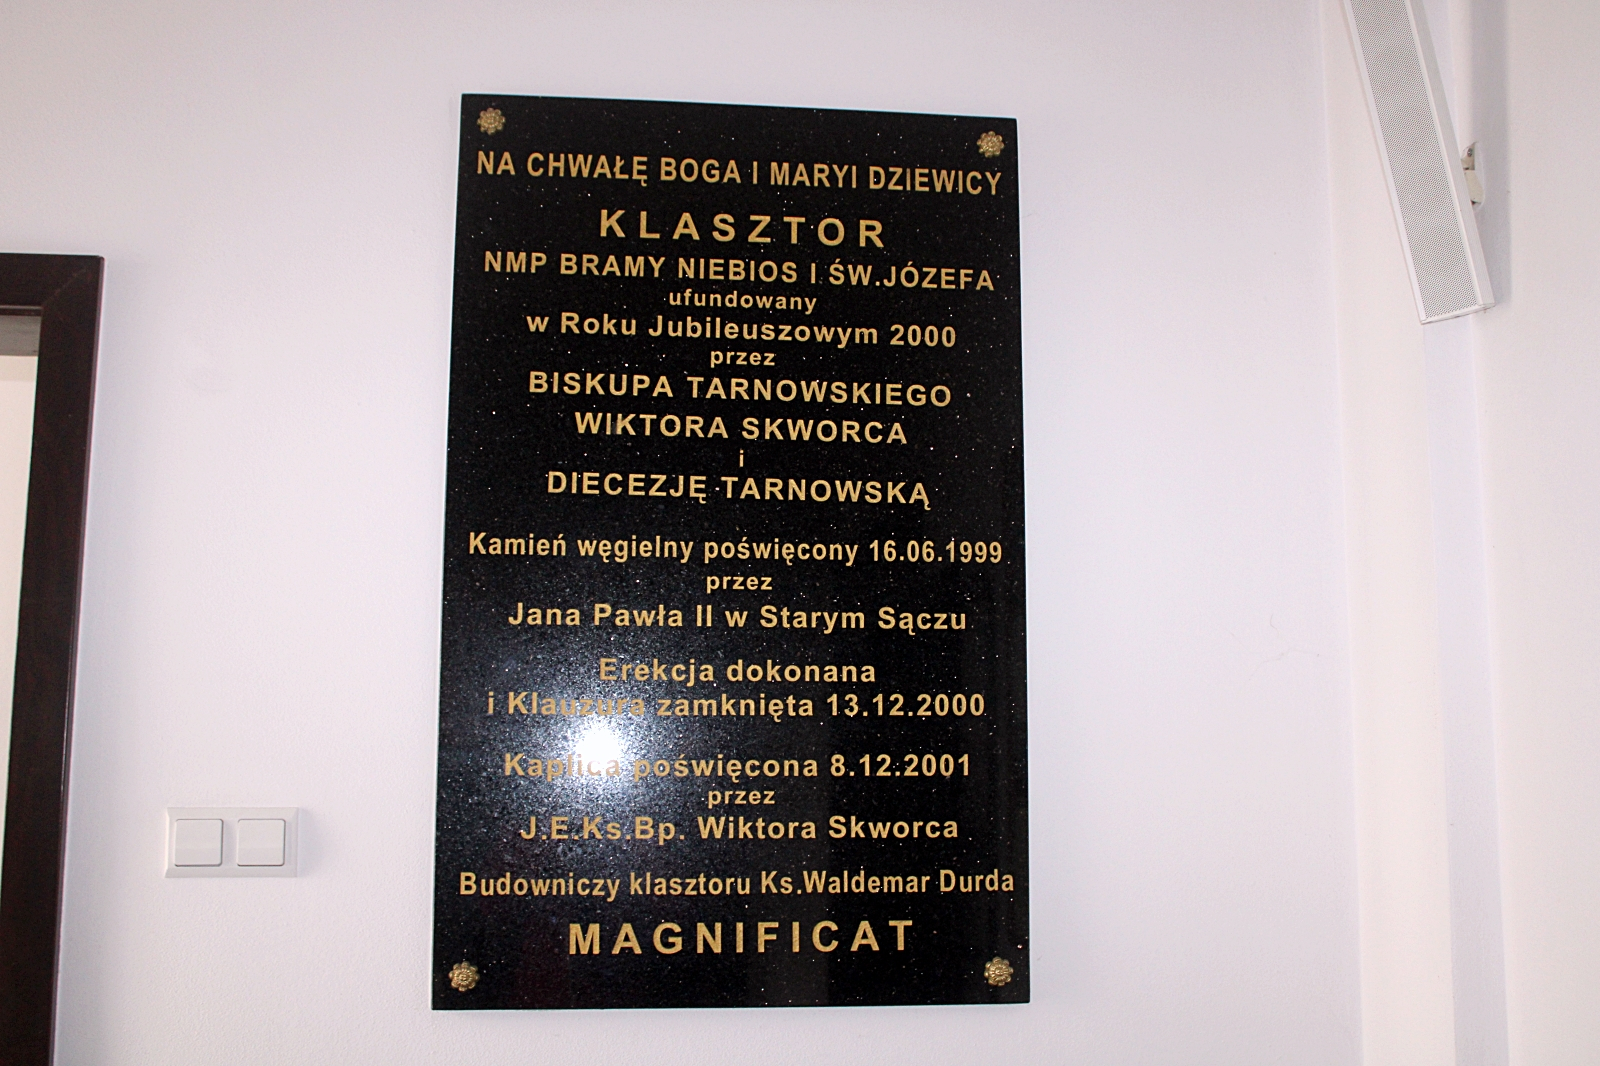 NA CHWAŁĘ BOGA I MARYI DZIEWICY
KLASZTOR
NMP BRAMY NIEBIOS I ŚW.JÓZEFA
ufundowany
w Roku Jubileuszowym 2000
przez
BISKUPA TARNOWSKIEGO
WIKTORA SKWORCA
i
DIECEZJĘ TARNOWSKĄ
Kamień węgielny poświęcony 16.06.1999
przez
Jana Pawła II w Starym Sączu
Erekcja dokonana
i Klauzura zamknięta 13.12.2000
Kaplica poświęcona 8.12.2001
przez
J.E.Ks.Bp. Wiktora Skworca
Budowniczy klasztoru Ks.Waldemar Durda
MAGNIFICAT